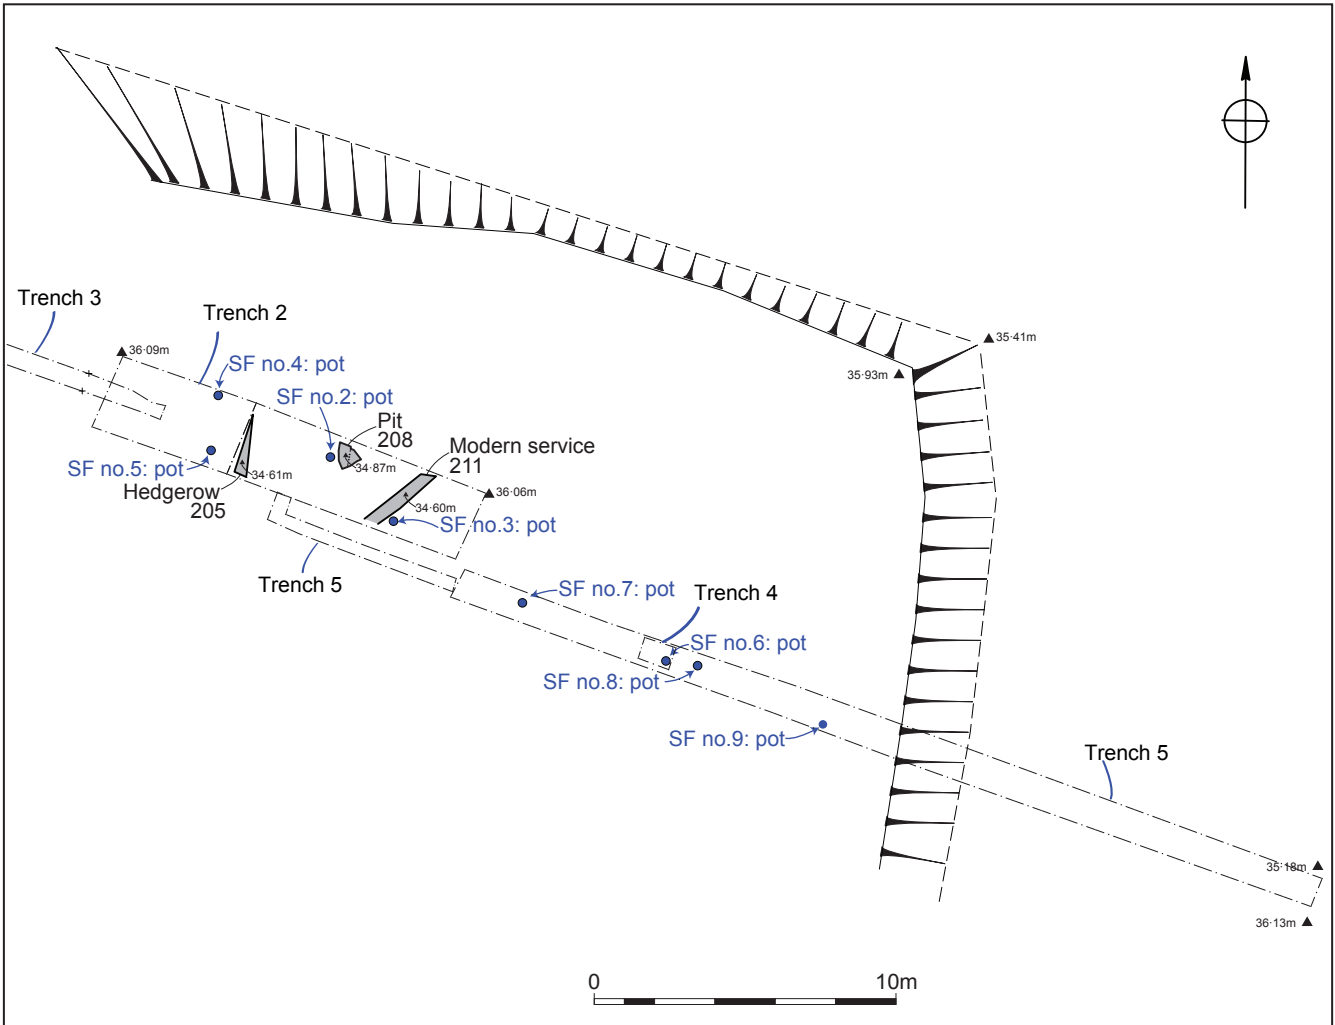 35·41m
35·93m
Trench 3
Trench 2
36·09m
SF no.4: pot
SF no.2: pot
Pit
208
34·87m
Modern service
211
SF no.5: pot
34·61m
Hedgerow
205
36·06m
34·60m
SF no.3: pot
Trench 5
SF no.7: pot
Trench 4
SF no.6: pot
SF no.8: pot
SF no.9: pot
Trench 5
35·18m
36·13m
0
10m